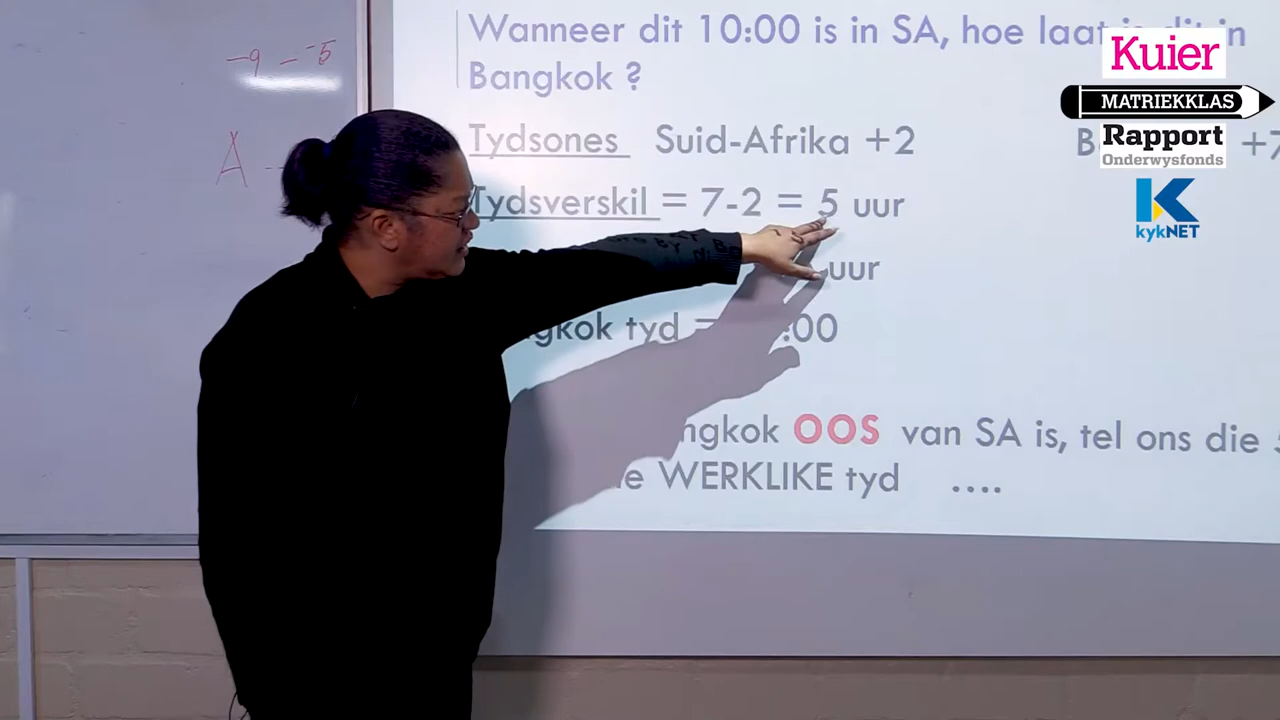 -9 - -5
A
Wanneer dit 10:00 is in SA, hoe laat is dit in
Bangkok ?
Tydsones Suid-Afrika +2 +7
Tydsverskil = 7-2 = 5 uur
uur
tyd = :00
OOS van SA is, tel ons die
WERKLIKE tyd ....
Kuier
MATRIEKKLAS
Rapport
Onderwysfonds
K
kykNET